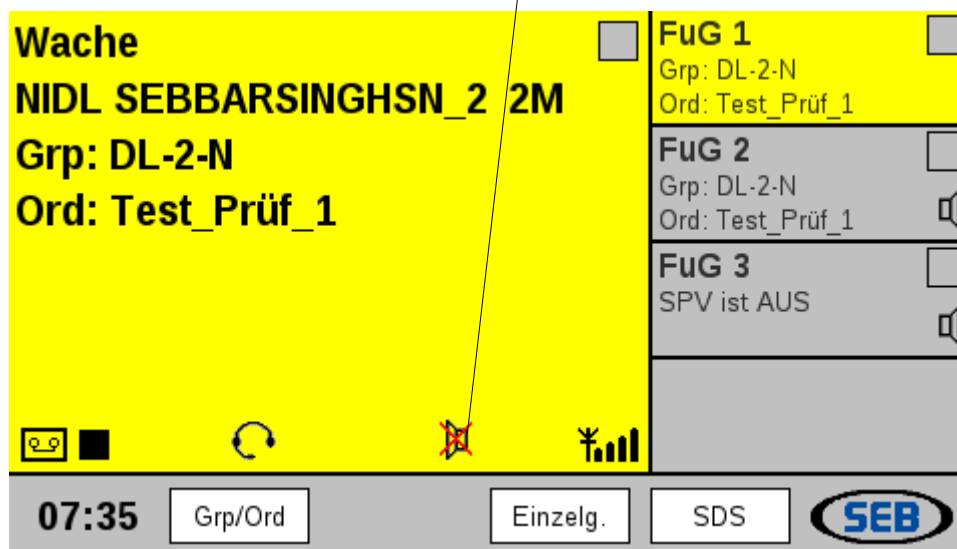 Wache
NIDL SEBBARSINGHSN_2 2M
Grp: DL-2-N
Ord: Test_Prüf_1
FuG 1
Grp: DL-2-N
Ord: Test_Prüf_1
FuG 2
Grp: DL-2-N
Ord: Test_Prüf_1
FuG 3
SPV ist AUS
07:35
Grp/Ord
Einzelg.
SDS
SEB